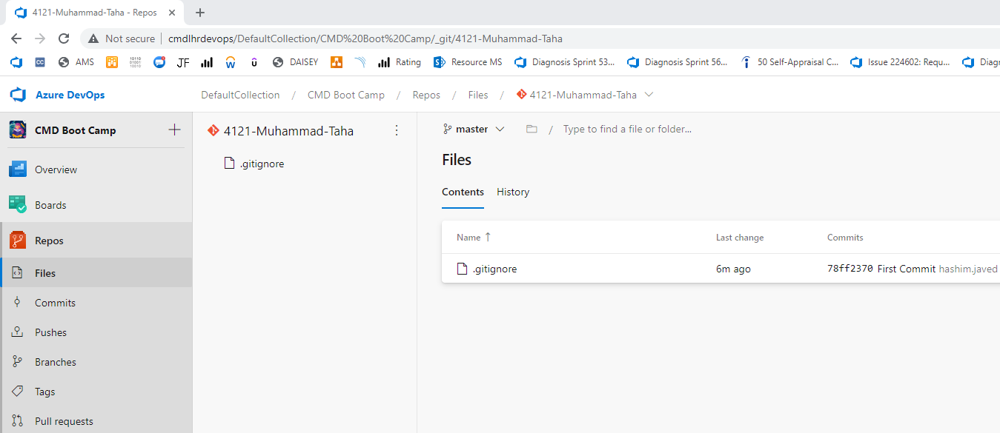 4121-Muhammad-Taha - Repos
Not secure cmdlhrdevops/DefaultCollection/CMD%20Boot%20Camp/_git/4121-Muhammad-Taha
CC AMS JF W û DAISEY Rating Resource MS Diagnosis Sprint 53... Diagnosis Sprint 56... 50 Self-Appraisal C... Issue 224602: Requ... Diagn
Azure DevOps DefaultCollection / CMD Boot Camp / Repos / Files / 4121-Muhammad-Taha
CMD Boot Camp
Overview
Boards
Repos
Files
Commits
Pushes
Branches
Tags
Pull requests
4121-Muhammad-Taha
.gitignore
master / Type to find a file or folder...
Files
Contents History
Name ↑ Last change Commits
.gitignore 6m ago 78ff2370 First Commit hashim.javed